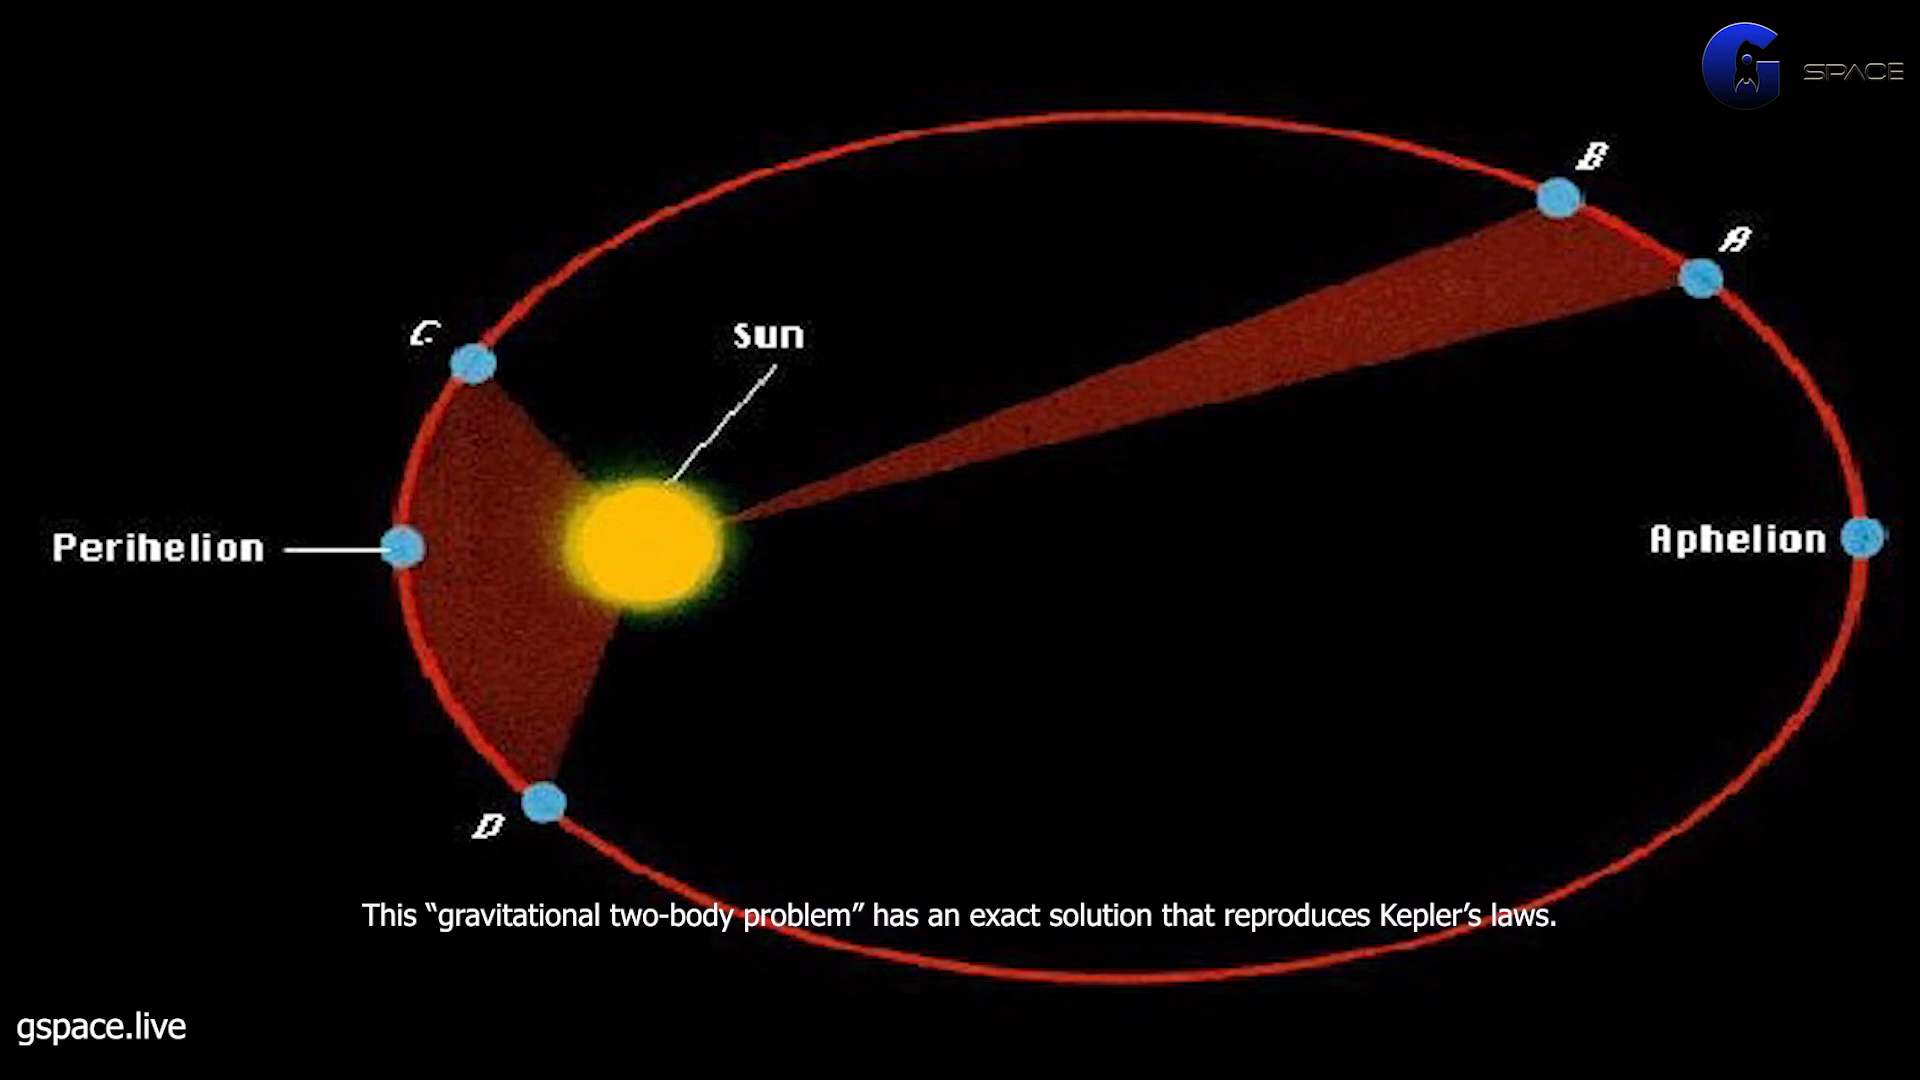 G SPACE
B
A
C
Sun
Perihelion
Aphelion
D
This “gravitational two-body problem” has an exact solution that reproduces Kepler’s laws.
gspace.live